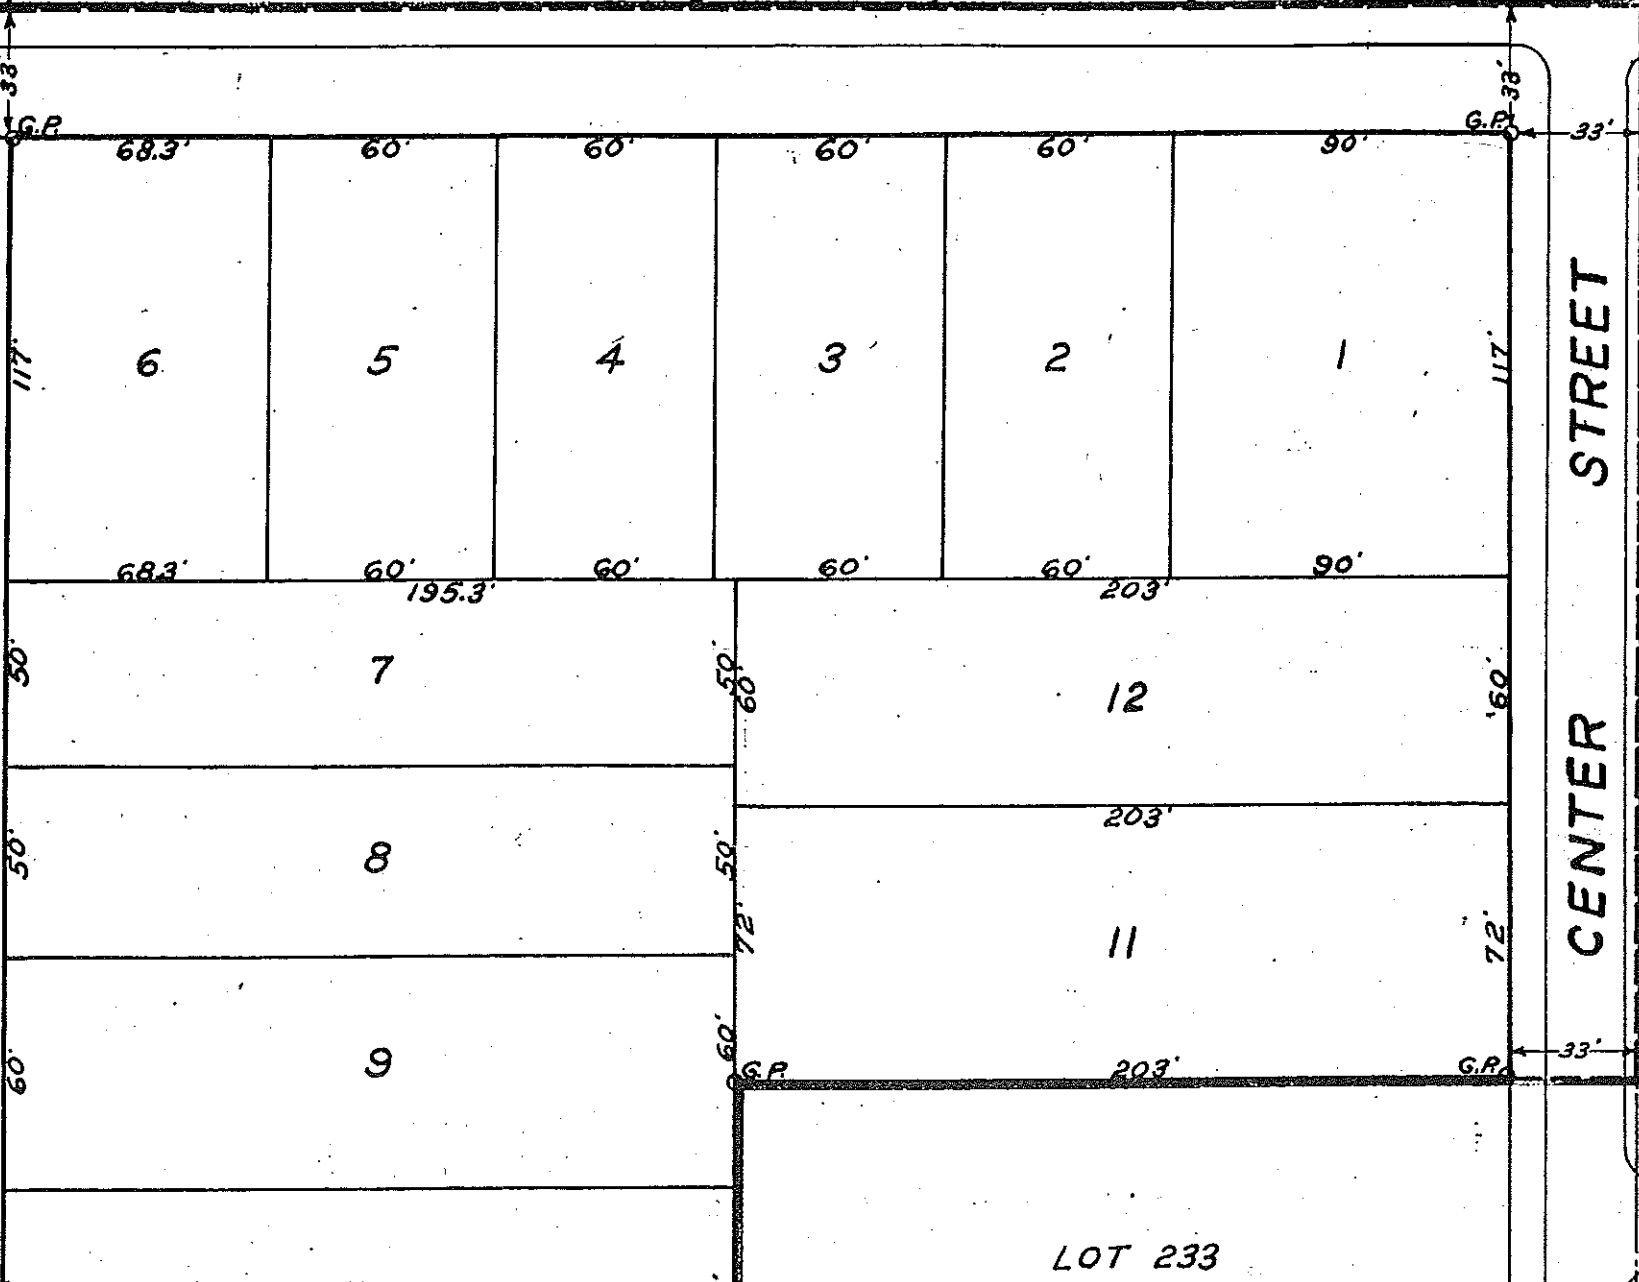 33' 33'
G.P. G.P. 33'
68.3' 60' 60' 60' 60' 90'
117' 6 5 4 3 2 1 117'
STREET
68.3' 60' 60' 60' 60' 90'
195.3' 203'
50' 7 50' 60' 12 60'
203'
50' 8 50'
CENTER
72' 11 72'
60' 9 60' 33'
G.P. 203' G.P.
LOT 233